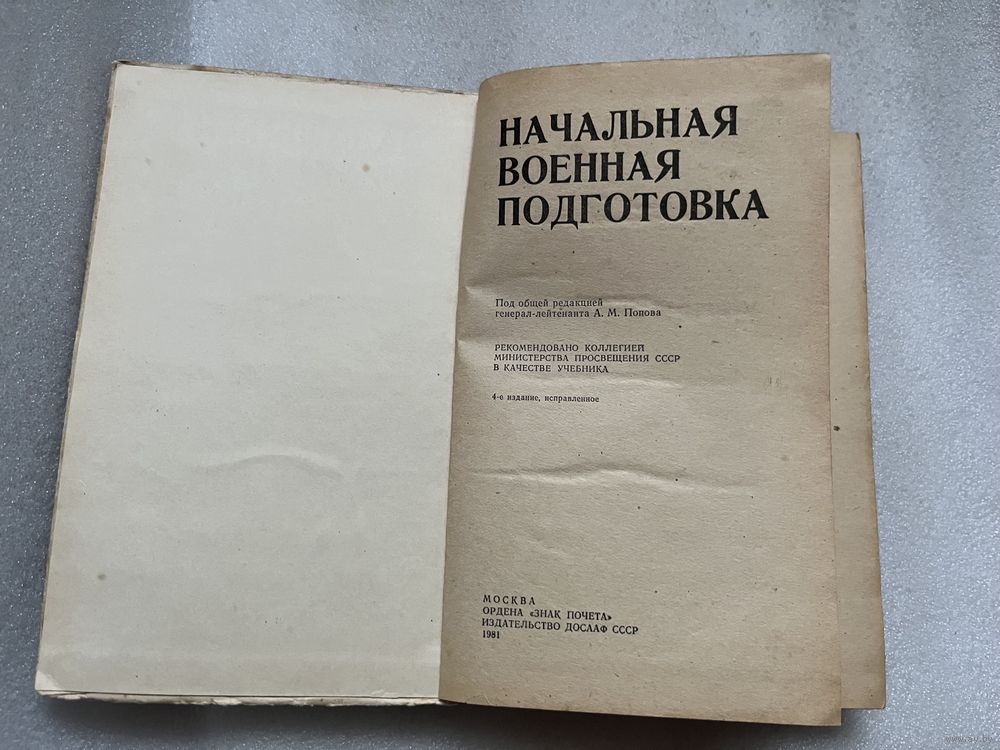 НАЧАЛЬНАЯ
ВОЕННАЯ
ПОДГОТОВКА
Под общей редакцией
генерал-лейтенанта А. М. Попова
РЕКОМЕНДОВАНО КОЛЛЕГИЕЙ
МИНИСТЕРСТВА ПРОСВЕЩЕНИЯ СССР
В КАЧЕСТВЕ УЧЕБНИКА
4-е издание, исправленное
МОСКВА
ОРДЕНА «ЗНАК ПОЧЕТА»
ИЗДАТЕЛЬСТВО ДОСААФ СССР
1981